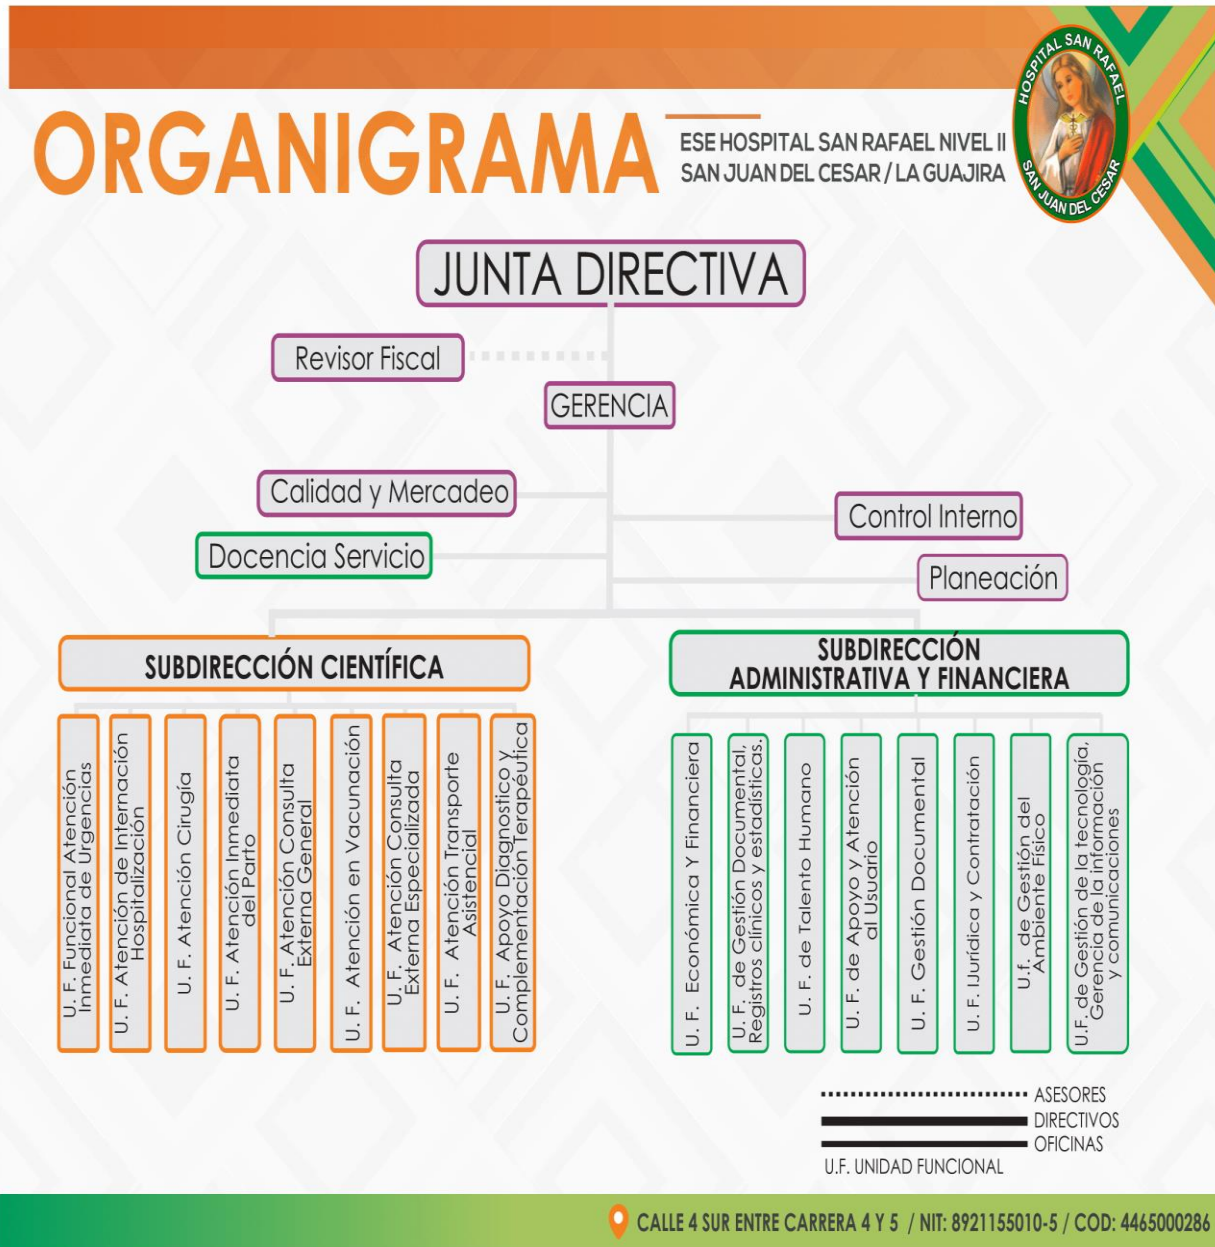 HOSPITAL SAN RAFAEL
SAN JUAN DEL CESAR
ORGANIGRAMA
ESE HOSPITAL SAN RAFAEL NIVEL II
SAN JUAN DEL CESAR / LA GUAJIRA
JUNTA DIRECTIVA
Revisor Fiscal
GERENCIA
Calidad y Mercadeo
Control Interno
Docencia Servicio
Planeación
SUBDIRECCIÓN CIENTÍFICA
SUBDIRECCIÓN
ADMINISTRATIVA Y FINANCIERA
U. F. Funcional Atención
Inmediata de Urgencias
U. F. Atención de Internación
Hospitalización
U. F. Atención Cirugía
U. F. Atención Inmediata
del Parto
U. F. Atención Consulta
Externa General
U. F. Atención en Vacunación
U. F. Atención Consulta
Externa Especializada
U. F. Atención Transporte
Asistencial
U. F. Apoyo Diagnostico y
Complementación Terapéutica
U. F. Económica Y Financiera
U. F. de Gestión Documental,
Registros clínicos y estadísticas.
U. F. de Talento Humano
U. F. de Apoyo y Atención
al Usuario
U. F. Gestión Documental
U. F. IJurídica y Contratación
U.f. de Gestión del
Ambiente Físico
U.F. de Gestión de la tecnología,
Gerencia de la información
y comunicaciones
ASESORES
DIRECTIVOS
OFICINAS
U.F. UNIDAD FUNCIONAL
CALLE 4 SUR ENTRE CARRERA 4 Y 5 / NIT: 8921155010-5 / COD: 4465000286